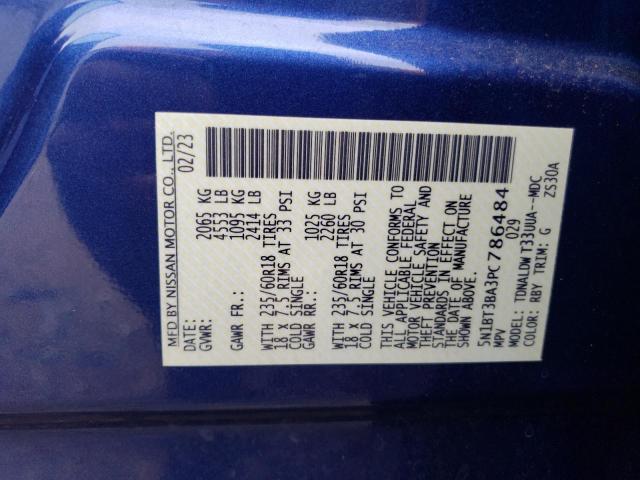 MFD BY NISSAN MOTOR CO., LTD.
DATE: 02/23
GVWR: 2065 KG
4553 LB
GAWR FR: 1095 KG
2414 LB
WITH 235/60R18 TIRES
18 x 7.5 RIMS AT 33 PSI
COLD SINGLE
GAWR RR: 1025 KG
2260 LB
WITH 235/60R18 TIRES
18 x 7.5 RIMS AT 30 PSI
COLD SINGLE
THIS VEHICLE CONFORMS TO
ALL APPLICABLE FEDERAL
MOTOR VEHICLE SAFETY AND
THEFT PREVENTION
STANDARDS IN EFFECT ON
THE DATE OF MANUFACTURE
SHOWN ABOVE.
5N1BT3BA3PC786484
MPV 029
MODEL: TDNALDW T33UUA--MDC
COLOR: RBY TRIM: G ZS30A